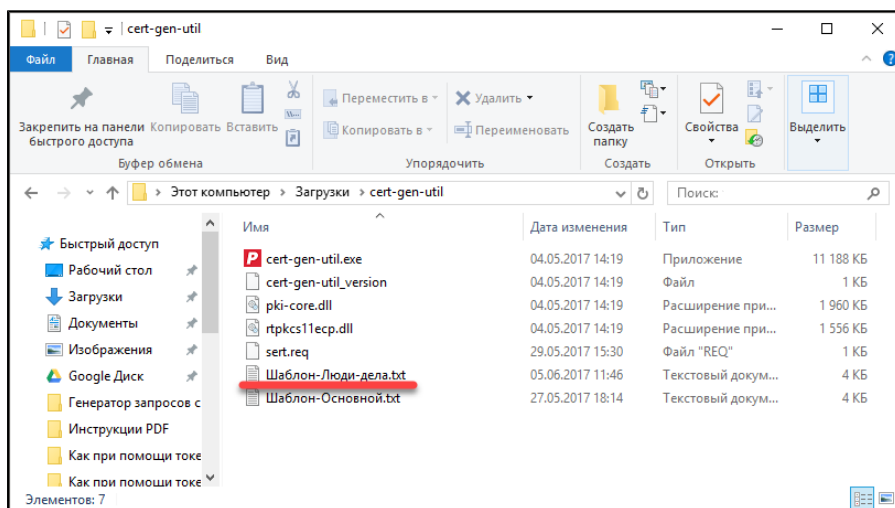 cert-gen-util
Файл Главная Поделиться Вид
Закрепить на панели быстрого доступа
Копировать
Вставить
Переместить в
Копировать в
Удалить
Переименовать
Создать папку
Свойства
Выделить
Буфер обмена Упорядочить Создать Открыть
Этот компьютер > Загрузки > cert-gen-util
Поиск:
Быстрый доступ
Рабочий стол
Загрузки
Документы
Изображения
Google Диск
Генератор запросов с
Инструкции PDF
Как при помощи токе
Как при помощи токе
Имя Дата изменения Тип Размер
cert-gen-util.exe 04.05.2017 14:19 Приложение 11 188 КБ
cert-gen-util_version 04.05.2017 14:19 Файл 1 КБ
pki-core.dll 04.05.2017 14:19 Расширение при... 1 960 КБ
rtpkcs11ecp.dll 04.05.2017 14:19 Расширение при... 1 556 КБ
sert.req 29.05.2017 15:30 Файл "REQ" 1 КБ
Шаблон-Люди-дела.txt 05.06.2017 11:46 Текстовый докум... 4 КБ
Шаблон-Основной.txt 27.05.2017 18:14 Текстовый докум... 4 КБ
Элементов: 7